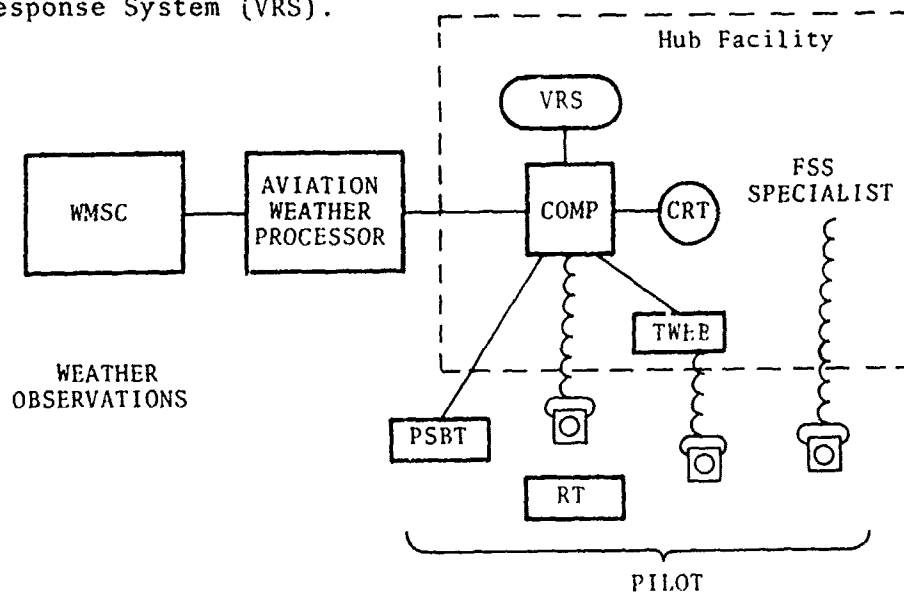 esponse System (VRS).
Hub Facility
VRS
WMSC
AVIATION
WEATHER
PROCESSOR
COMP
CRT
FSS
SPECIALIST
WEATHER
OBSERVATIONS
PSBT
RT
PILOT